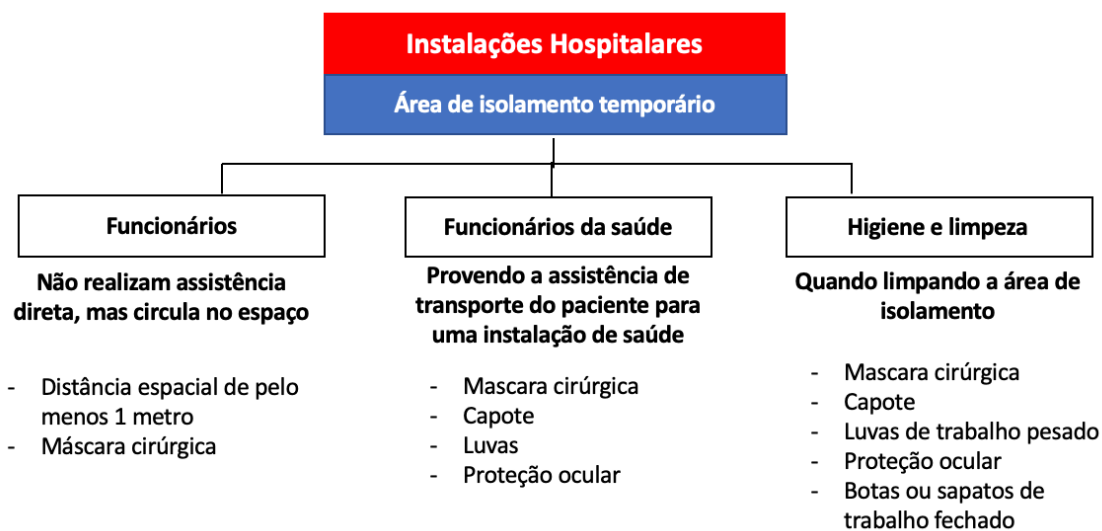 Instalações Hospitalares
Área de isolamento temporário
Funcionários
Não realizam assistência
direta, mas circula no espaço
- Distância espacial de pelo
menos 1 metro
- Máscara cirúrgica
Funcionários da saúde
Provendo a assistência de
transporte do paciente para
uma instalação de saúde
- Mascara cirúrgica
- Capote
- Luvas
- Proteção ocular
Higiene e limpeza
Quando limpando a área de
isolamento
- Mascara cirúrgica
- Capote
- Luvas de trabalho pesado
- Proteção ocular
- Botas ou sapatos de
trabalho fechado